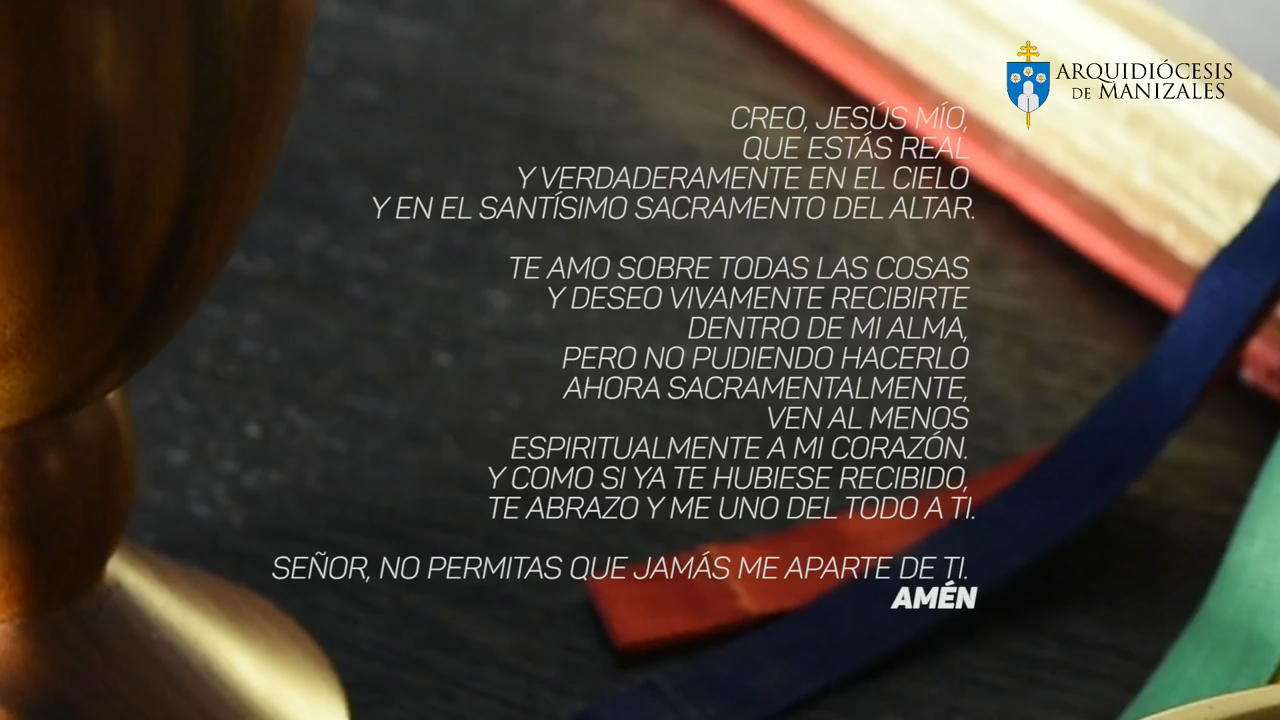 ARQUIDIÓCESIS
DE MANIZALES
CREO, JESÚS MÍO,
QUE ESTÁS REAL
Y VERDADERAMENTE EN EL CIELO
Y EN EL SANTÍSIMO SACRAMENTO DEL ALTAR.
TE AMO SOBRE TODAS LAS COSAS
Y DESEO VIVAMENTE RECIBIRTE
DENTRO DE MI ALMA,
PERO NO PUDIENDO HACERLO
AHORA SACRAMENTALMENTE,
VEN AL MENOS
ESPIRITUALMENTE A MI CORAZÓN.
Y COMO SI YA TE HUBIESE RECIBIDO,
TE ABRAZO Y ME UNO DEL TODO A TI.
SEÑOR, NO PERMITAS QUE JAMÁS ME APARTE DE TI.
AMÉN